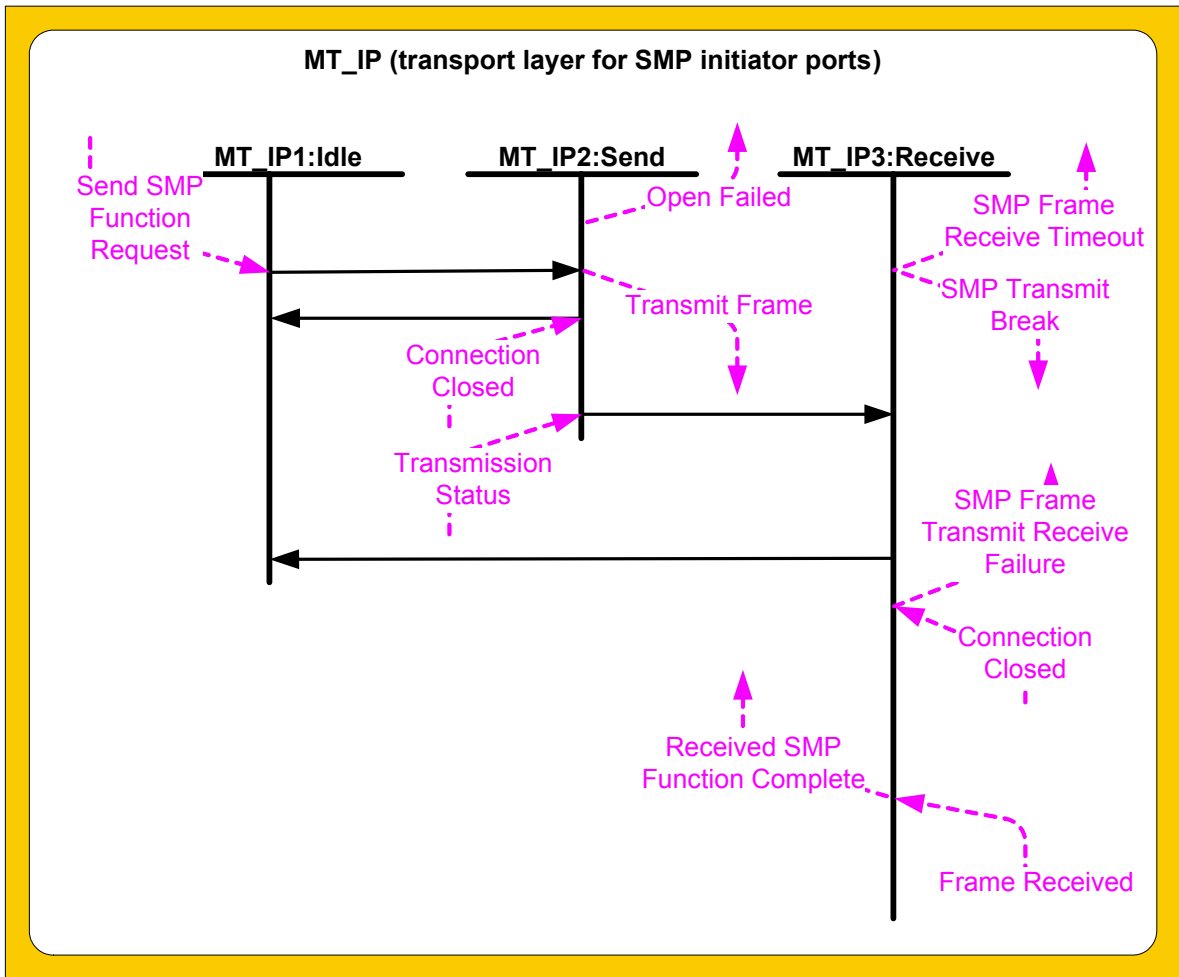 MT_IP (transport layer for SMP initiator ports)
MT_IP1:Idle
MT_IP2:Send
MT_IP3:Receive
Send SMP
Function
Request
Open Failed
SMP Frame
Receive Timeout
Transmit Frame
SMP Transmit
Break
Connection
Closed
Transmission
Status
SMP Frame
Transmit Receive
Failure
Connection
Closed
Received SMP
Function Complete
Frame Received